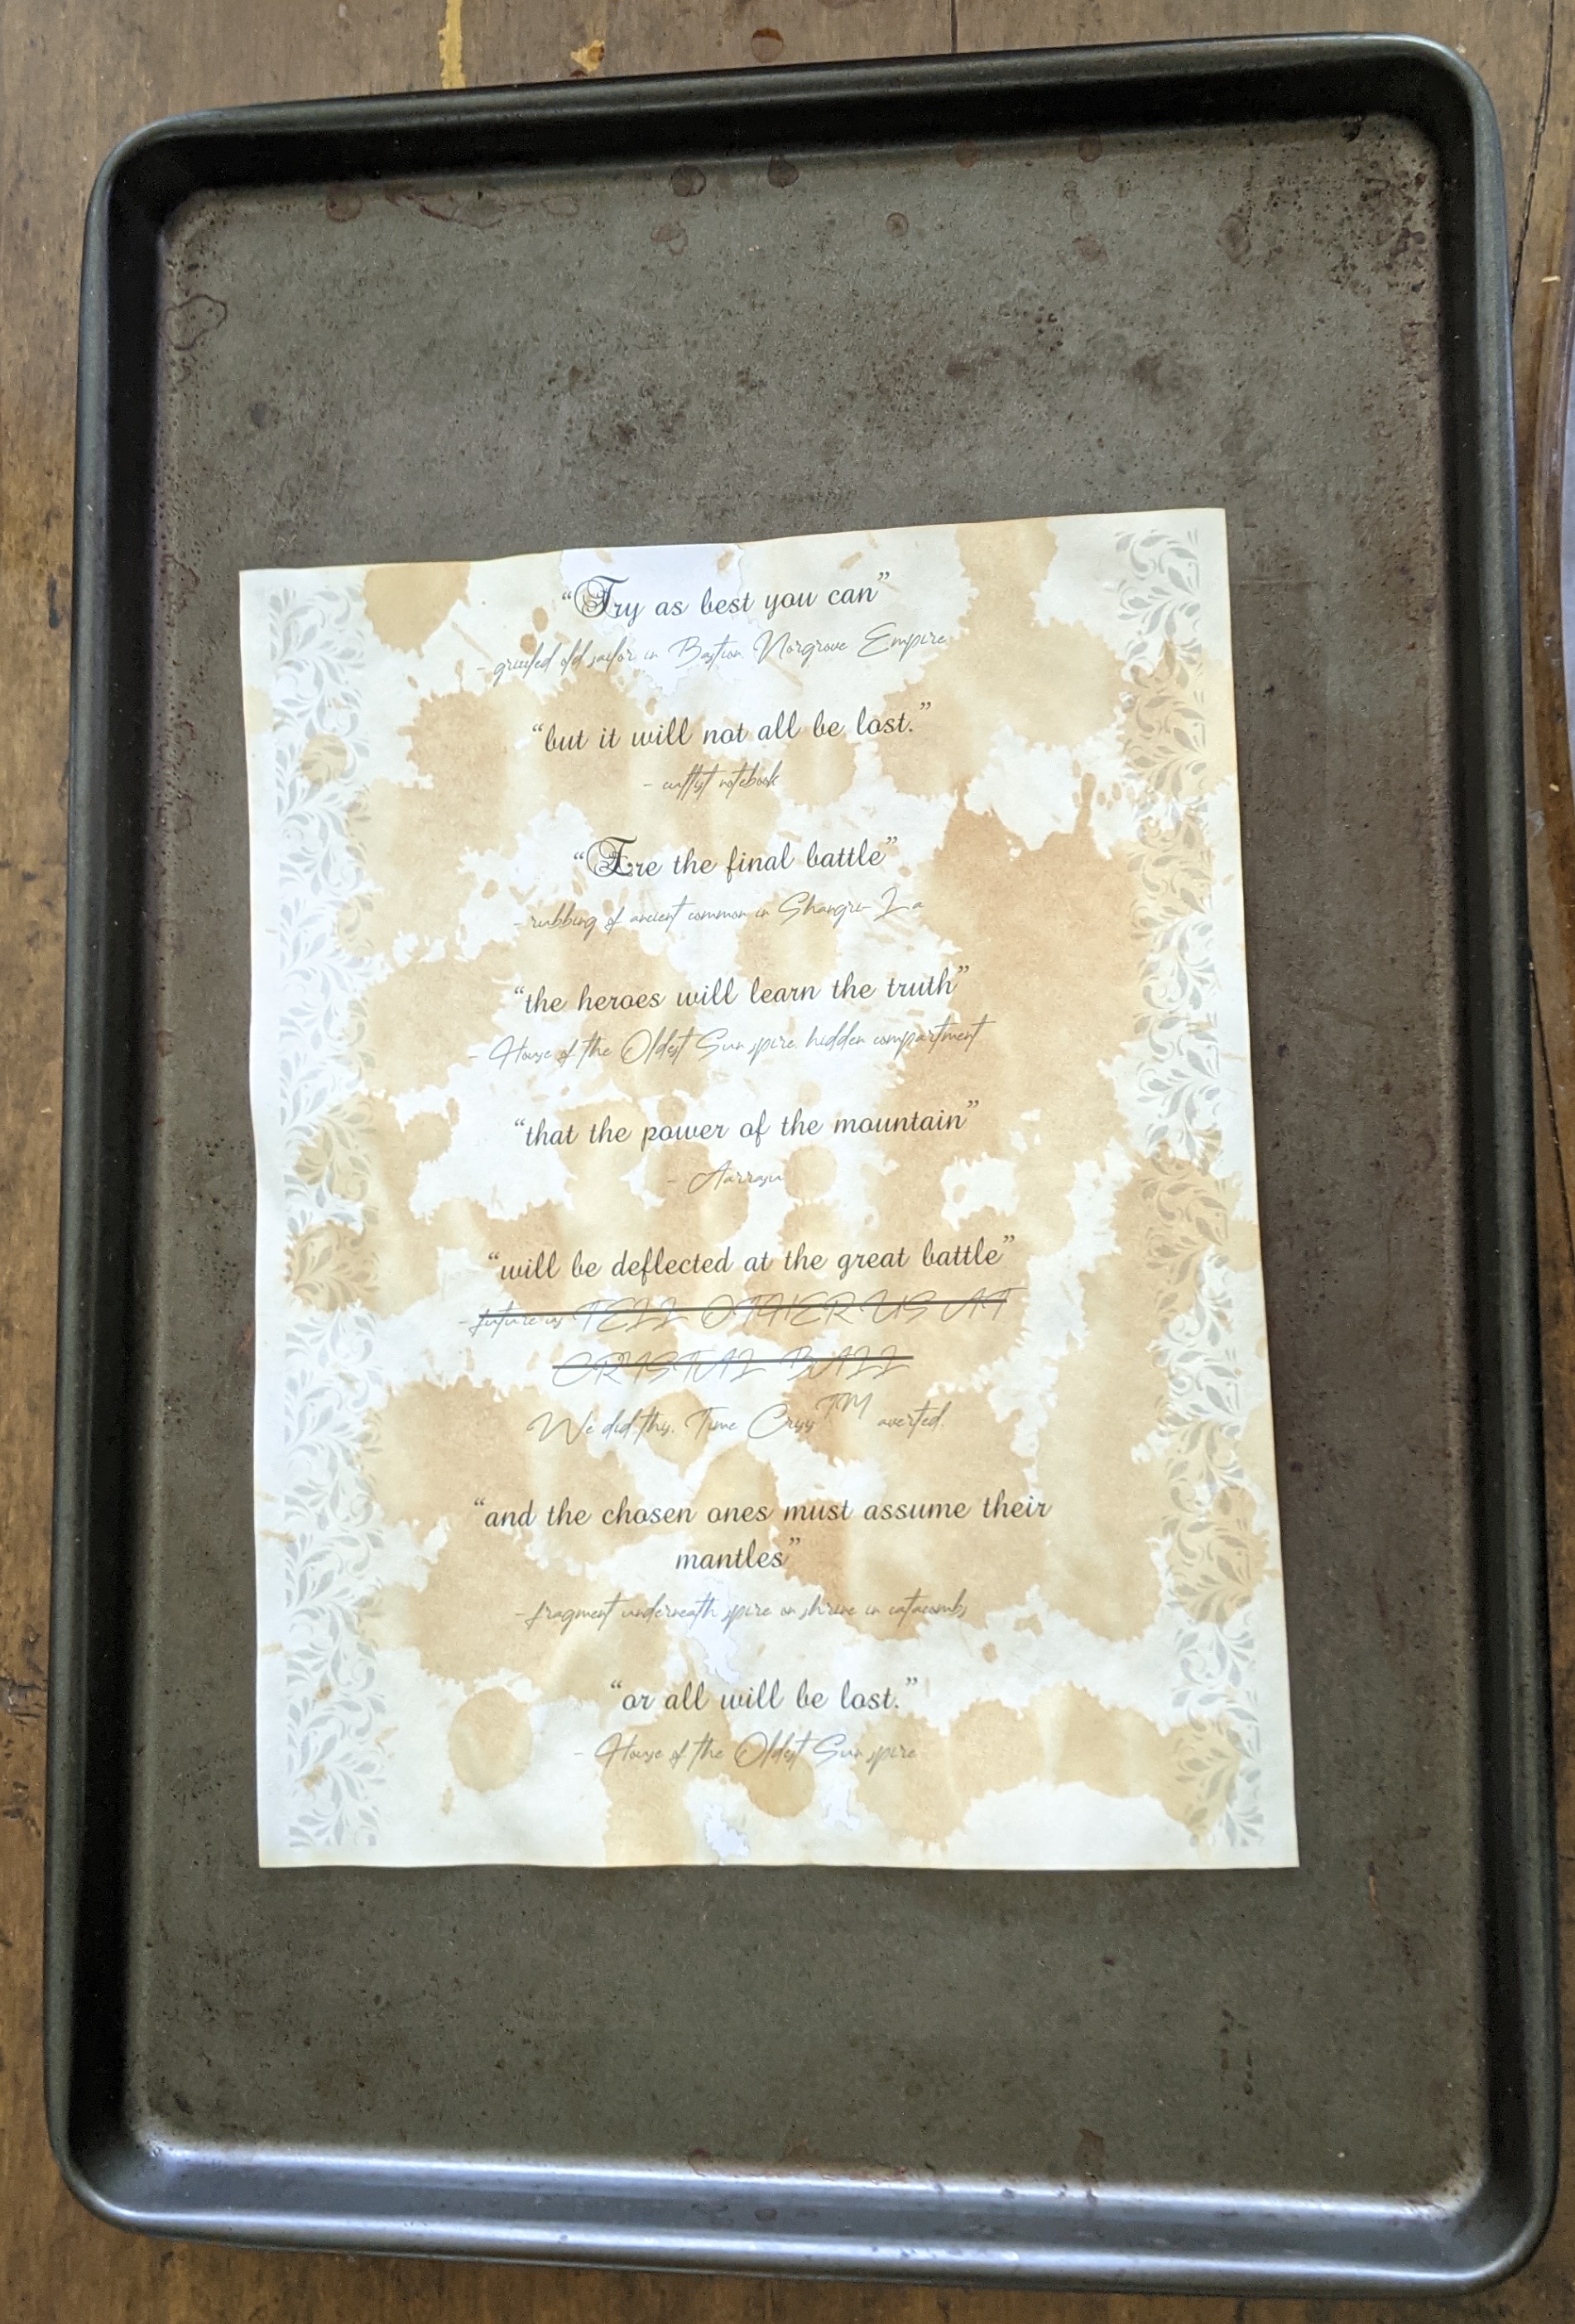 “Try as best you can”
- grizzled old sailor in Bastion, Norgrove Empire
“but it will not all be lost.”
- cultist notebook
“Ere the final battle”
- rubbing of ancient common in Shangri-La
“the heroes will learn the truth”
- House of the Oldest Sun spire, hidden compartment
“that the power of the mountain”
- Aarrasu
“will be deflected at the great battle”
- future us TELL OTHER US AT
CRYSTAL BALL
We did this. Time Crisis™ averted.
“and the chosen ones must assume their
mantles”
- fragment underneath spire on shrine in catacombs
“or all will be lost.”
- House of the Oldest Sun spire